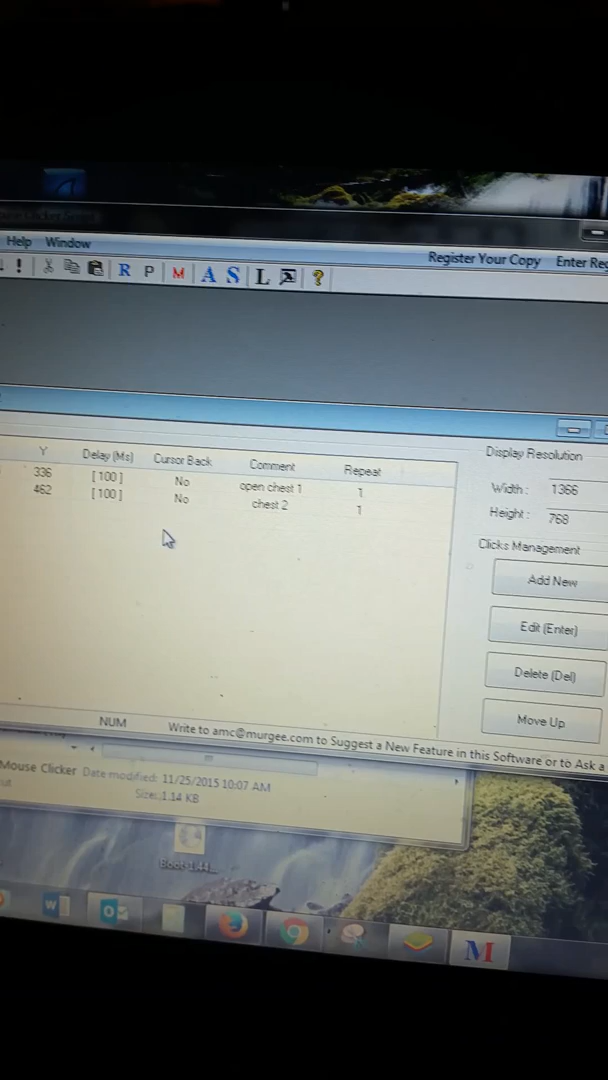 Help Window
Register Your Copy Enter
R P M A S L ?
Y Delay (Ms) Cursor Back Comment Repeat
336 [ 100 ] No open chest 1 1
462 [ 100 ] No chest 2 1
Display Resolution
Width : 1366
Height : 768
Clicks Management
Add New
Edit (Enter)
Delete (Del)
Move Up
NUM Write to amc@murgee.com to Suggest a New Feature in this Software or to Ask a
Mouse Clicker Date modified: 11/25/2015 10:07 AM
Size: 1.14 KB
M